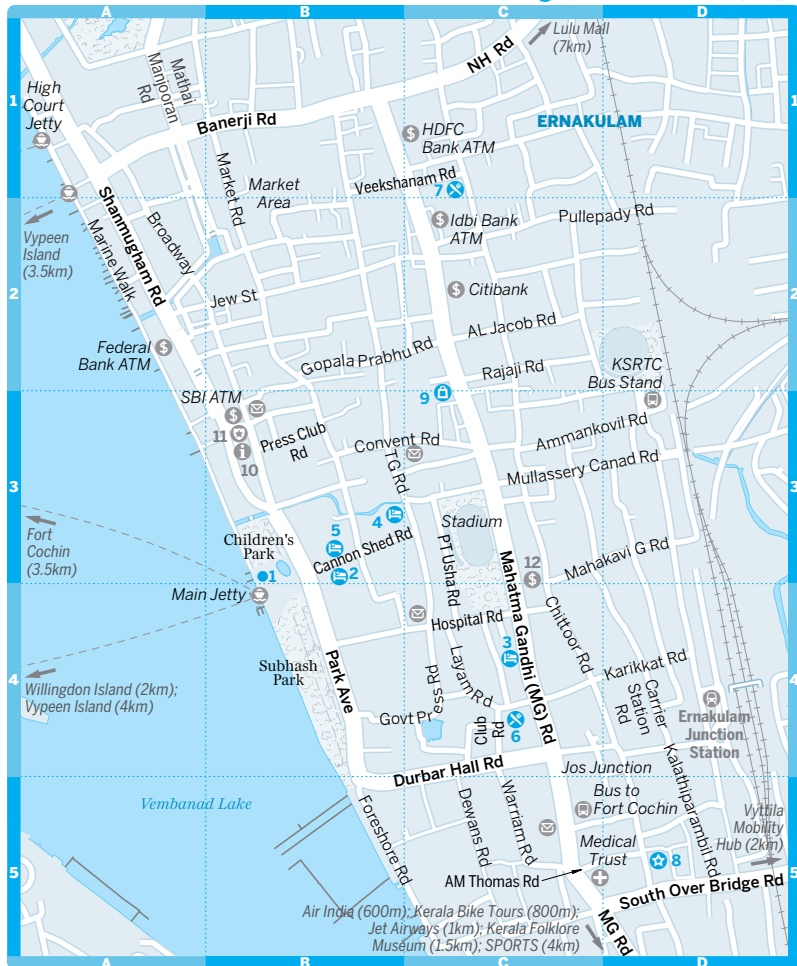 A
B
C
D
Lulu Mall
(7km)
NH Rd
Mathai
Manjooran
Rd
High
Court
Jetty
1
1
Banerji Rd
HDFC
Bank ATM
ERNAKULAM
Market Rd
Market
Area
Veekshanam Rd
7
Shanmugham Rd
Broadway
Idbi Bank
ATM
Pullepady Rd
Vypeen
Island
(3.5km)
Marine Walk
2
2
Jew St
Citibank
AL Jacob Rd
Federal
Bank ATM
Gopala Prabhu Rd
Rajaji Rd
KSRTC
Bus Stand
SBI ATM
9
11
10
Press Club
Rd
Convent Rd
TG Rd
Ammankovil Rd
Mullassery Canad Rd
3
3
4
Stadium
5
Children's
Park
Cannon Shed Rd
2
Fort
Cochin
(3.5km)
PT Usha Rd
Mahatma Gandhi (MG) Rd
12
Mahakavi G Rd
1
Main Jetty
Hospital Rd
Chittoor Rd
3
4
4
Subhash
Park
Park Ave
Layam Rd
Karikkat Rd
Willingdon Island (2km);
Vypeen Island (4km)
Govt Press Rd
Club
Rd
6
Carrier
Station
Rd
Ernakulam
Junction
Station
Durbar Hall Rd
Jos Junction
Kalathiparambil Rd
Vembanad Lake
Foreshore Rd
Dewans Rd
Warriam Rd
Bus to
Fort Cochin
Vyttila
Mobility
Hub (2km)
Medical
Trust
8
5
5
AM Thomas Rd
South Over Bridge Rd
Air India (600m); Kerala Bike Tours (800m);
Jet Airways (1km); Kerala Folklore
Museum (1.5km); SPORTS (4km)
MG Rd
A
B
C
D